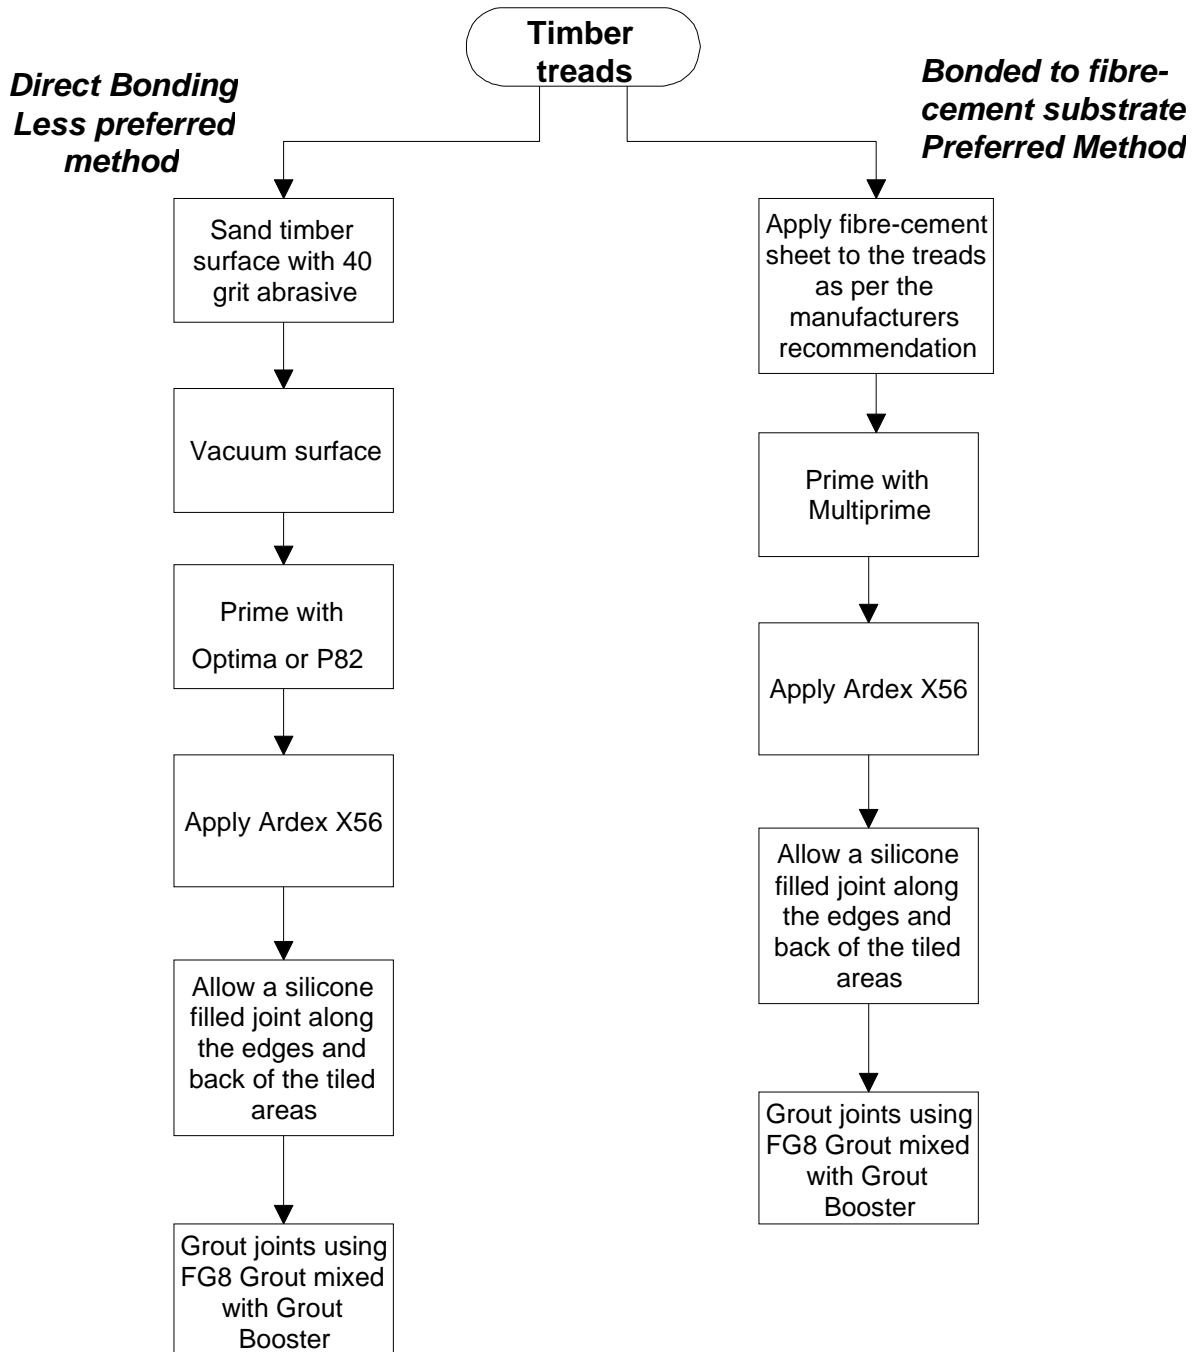 Timber
treads
Direct Bonding
Less preferred
method
Sand timber
surface with 40
grit abrasive
Vacuum surface
Prime with
Optima or P82
Apply Ardex X56
Allow a silicone
filled joint along
the edges and
back of the tiled
areas
Grout joints using
FG8 Grout mixed
with Grout
Booster
Bonded to fibre-
cement substrate
Preferred Method
Apply fibre-cement
sheet to the treads
as per the
manufacturers
recommendation
Prime with
Multiprime
Apply Ardex X56
Allow a silicone
filled joint along
the edges and
back of the tiled
areas
Grout joints using
FG8 Grout mixed
with Grout
Booster